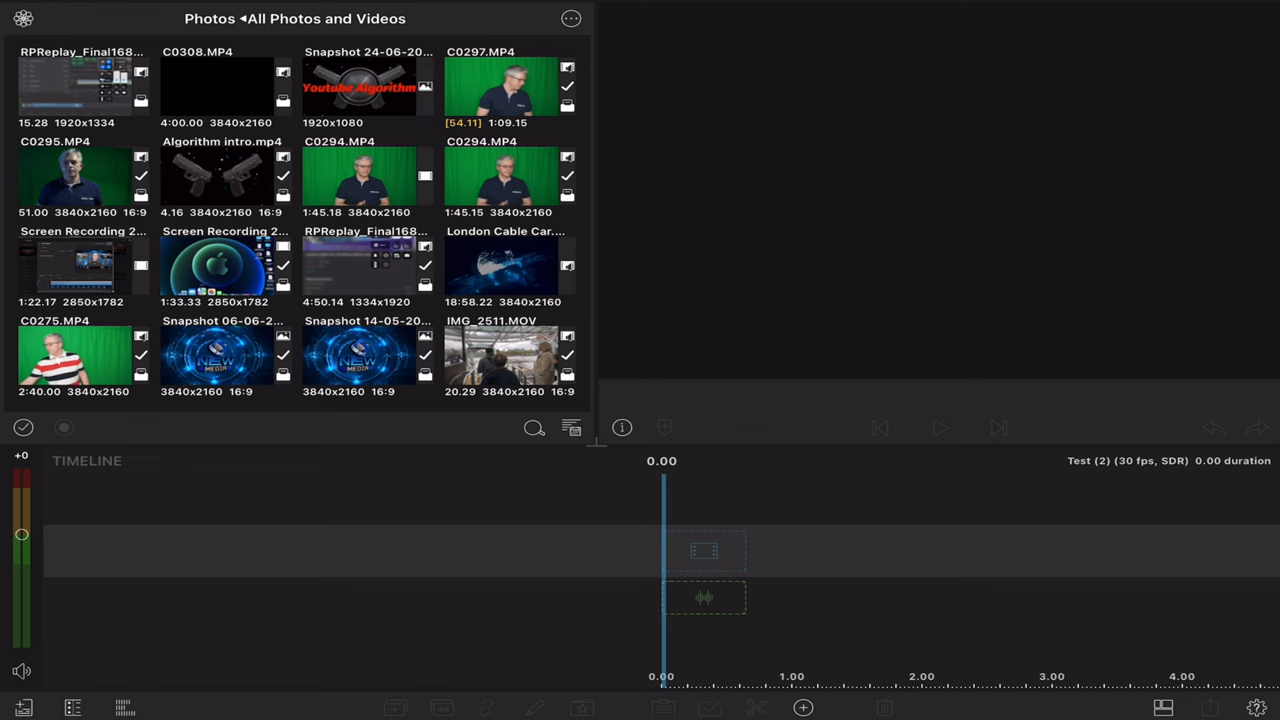 Photos ◂All Photos and Videos
RPReplay_Final168... C0308.MP4 Snapshot 24-06-20... C0297.MP4
Youtube Algorithm
15.28 1920x1334 4:00.00 3840x2160 1920x1080 [54.11] 1:09.15
C0295.MP4 Algorithm intro.mp4 C0294.MP4 C0294.MP4
51.00 3840x2160 16:9 4.16 3840x2160 16:9 1:45.18 3840x2160 1:45.15 3840x2160
Screen Recording 2... Screen Recording 2... RPReplay_Final168... London Cable Car....
1:22.17 2850x1782 1:33.33 2850x1782 4:50.14 1334x1920 18:58.22 3840x2160
C0275.MP4 Snapshot 06-06-2... Snapshot 14-05-20... IMG_2511.MOV
NEW MEDIA NEW MEDIA
2:40.00 3840x2160 3840x2160 16:9 3840x2160 16:9 20.29 3840x2160 16:9
+0 TIMELINE 0.00 Test (2) (30 fps, SDR) 0.00 duration
0.00 1.00 2.00 3.00 4.00